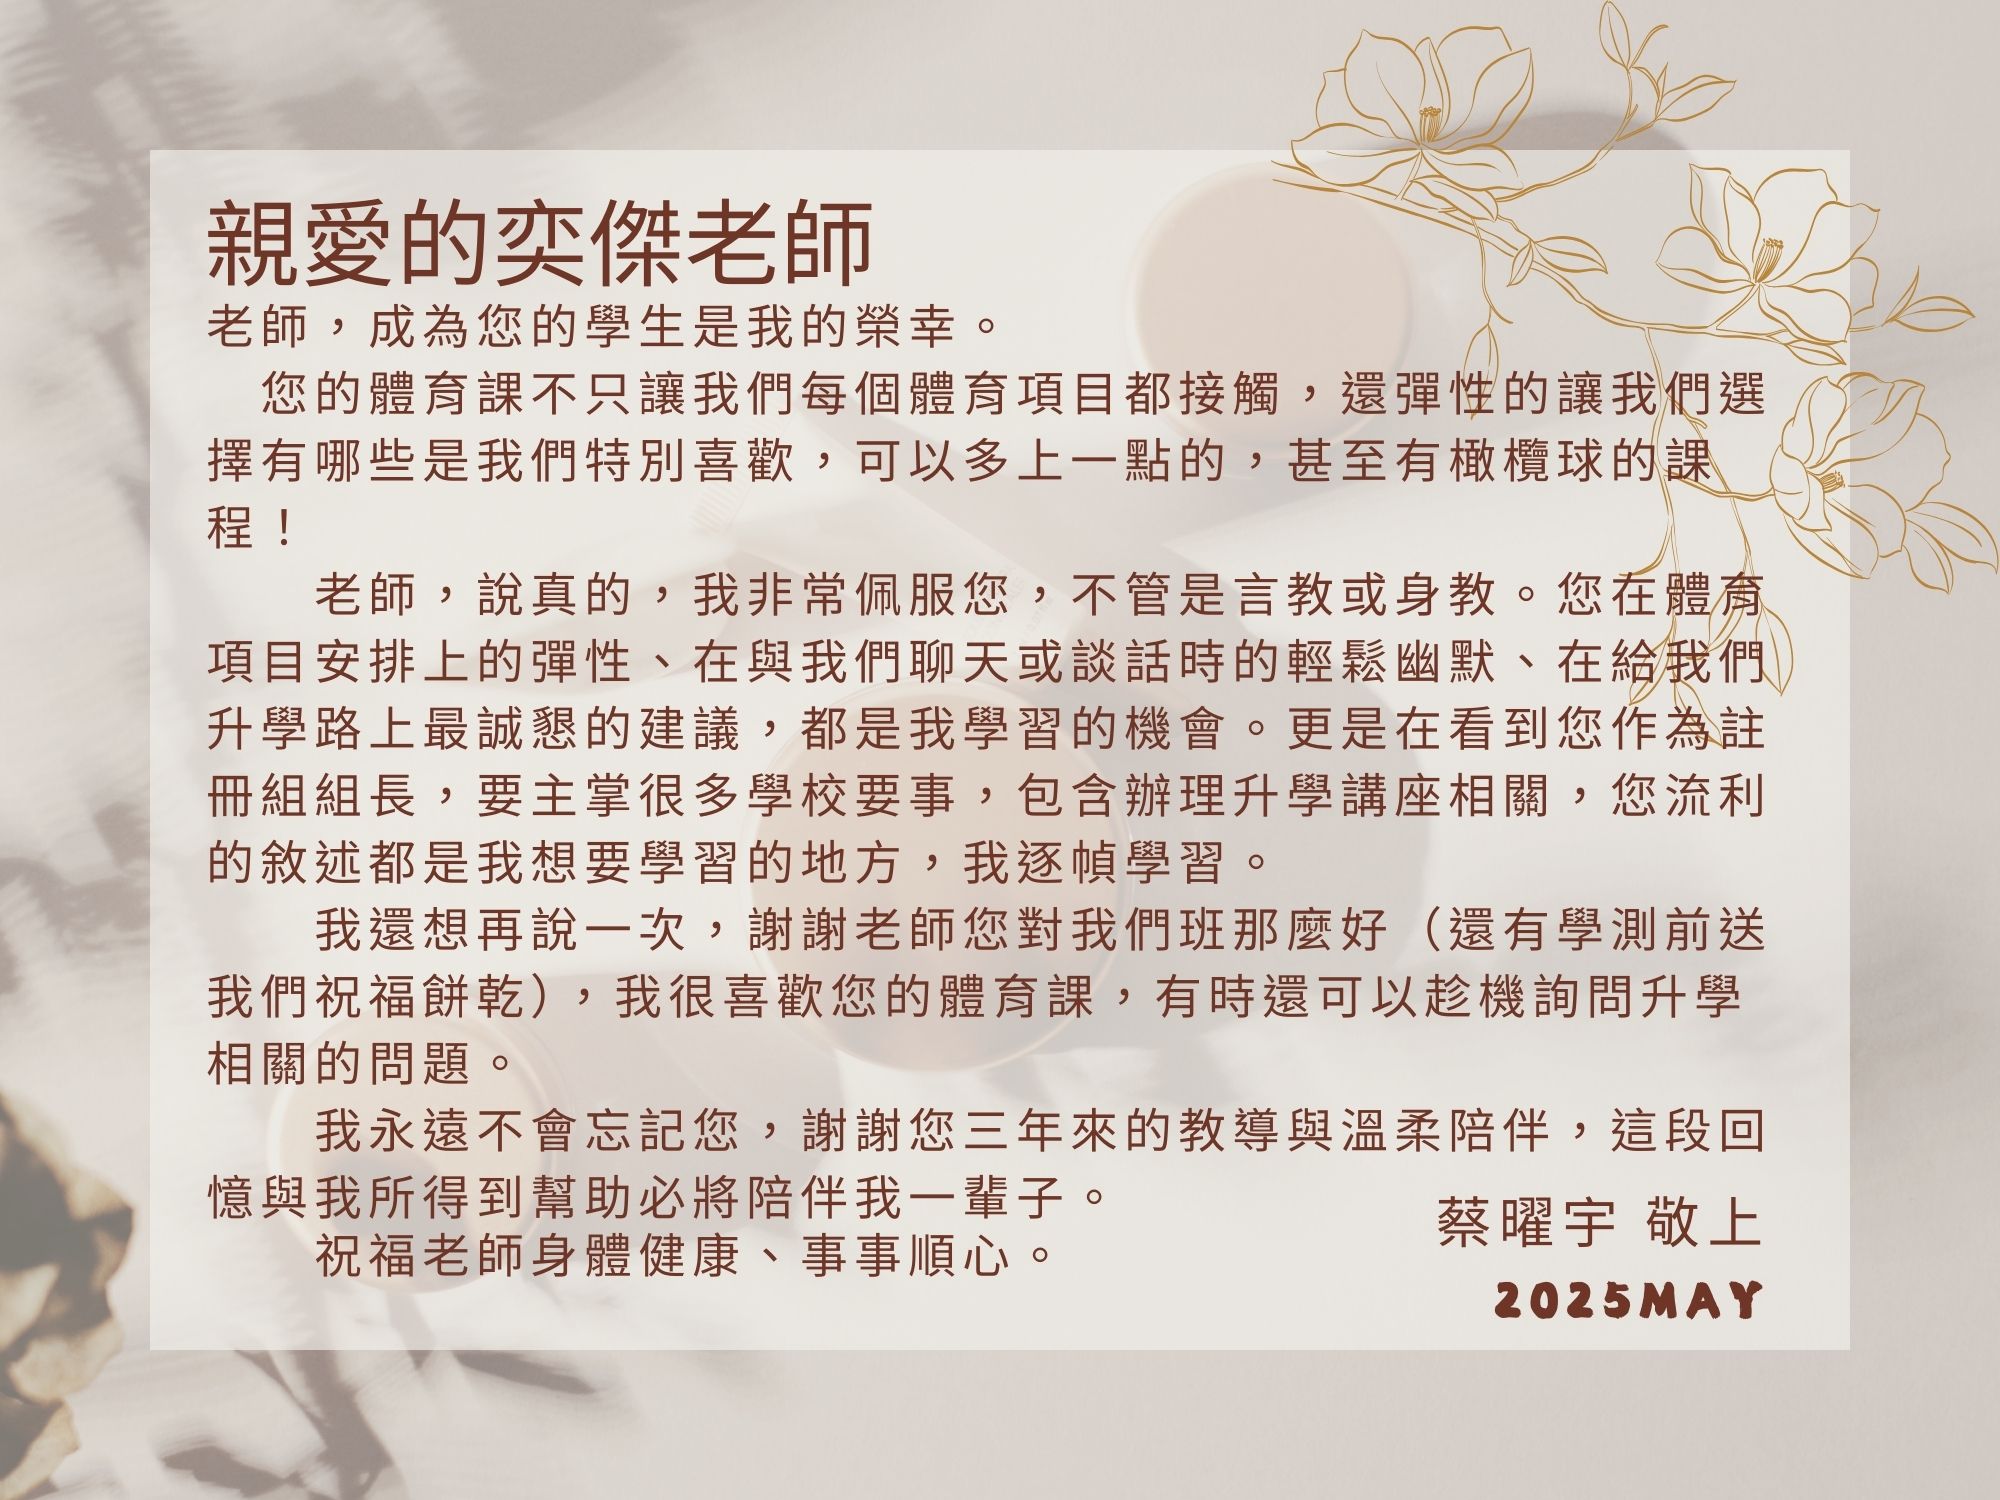 親愛的奕傑老師
老師，成為您的學生是我的榮幸。
　您的體育課不只讓我們每個體育項目都接觸，還彈性的讓我們選
擇有哪些是我們特別喜歡，可以多上一點的，甚至有橄欖球的課
程！
　　老師，說真的，我非常佩服您，不管是言教或身教。您在體育
項目安排上的彈性、在與我們聊天或談話時的輕鬆幽默、在給我們
升學路上最誠懇的建議，都是我學習的機會。更是在看到您作為註
冊組組長，要主掌很多學校要事，包含辦理升學講座相關，您流利
的敘述都是我想要學習的地方，我逐幀學習。
　　我還想再說一次，謝謝老師您對我們班那麼好（還有學測前送
我們祝福餅乾），我很喜歡您的體育課，有時還可以趁機詢問升學
相關的問題。
　　我永遠不會忘記您，謝謝您三年來的教導與溫柔陪伴，這段回
憶與我所得到幫助必將陪伴我一輩子。
　　祝福老師身體健康、事事順心。
蔡曜宇 敬上
2025MAY